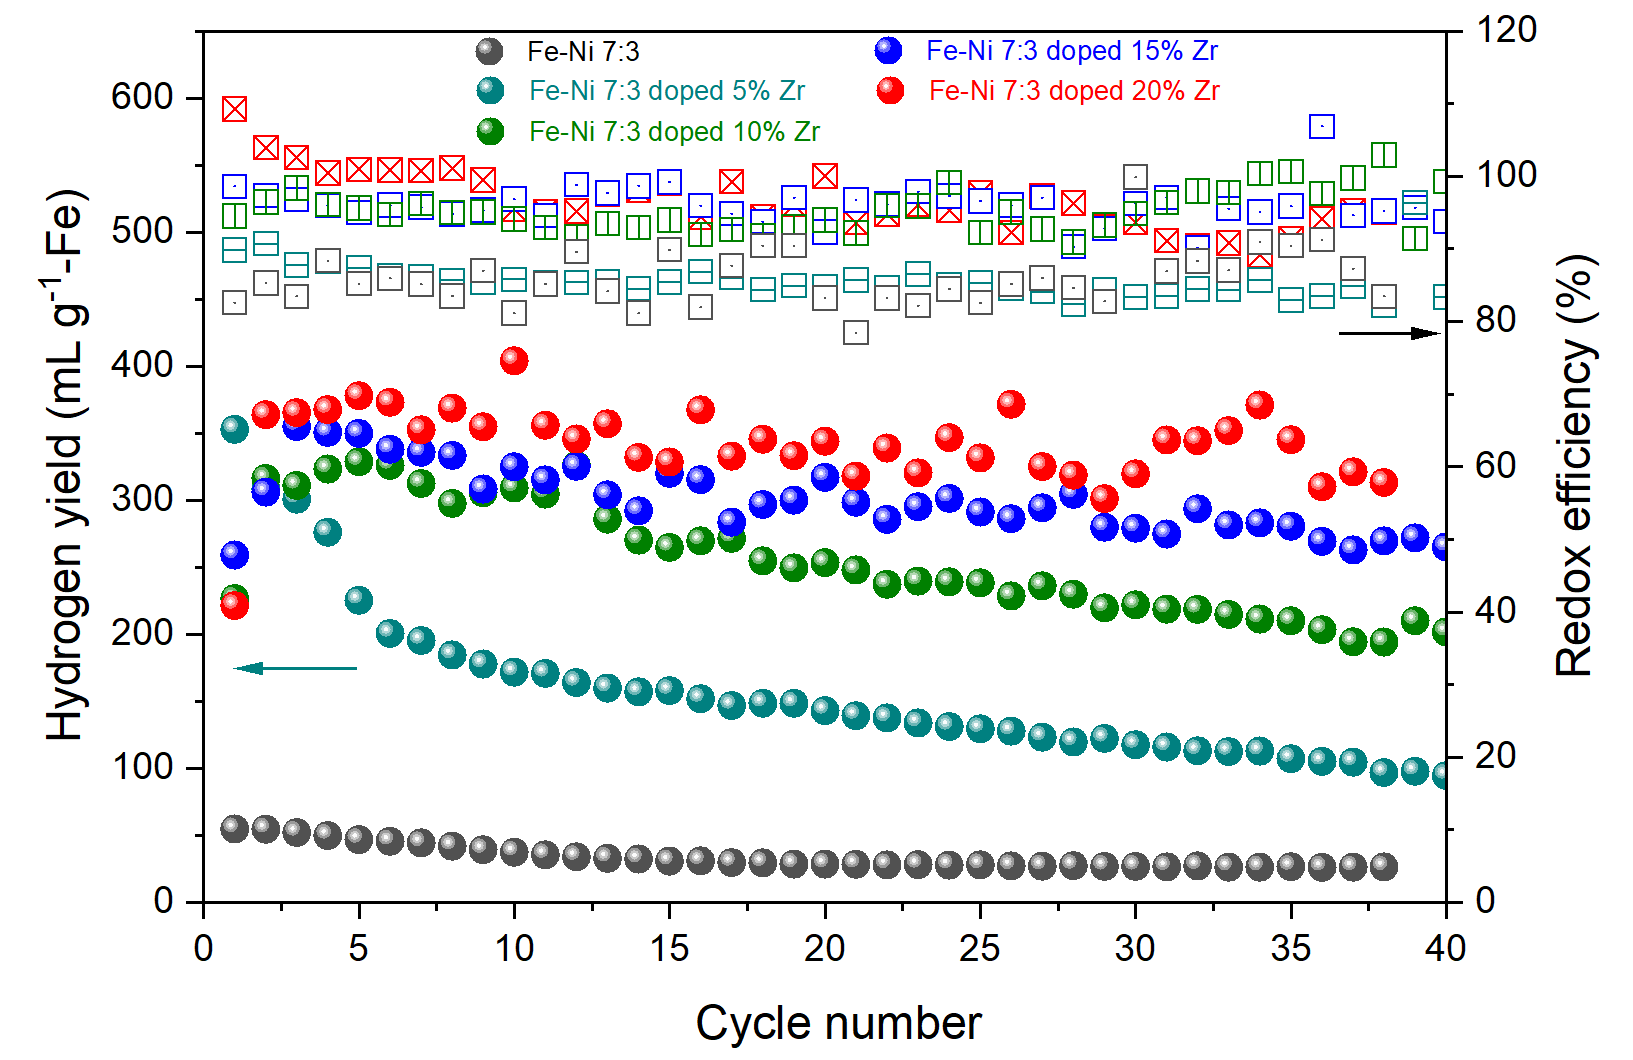 Fe-Ni 7:3
Fe-Ni 7:3 doped 5% Zr
Fe-Ni 7:3 doped 10% Zr
Fe-Ni 7:3 doped 15% Zr
Fe-Ni 7:3 doped 20% Zr
Hydrogen yield (mL g⁻¹-Fe)
600
500
400
300
200
100
0
Redox efficiency (%)
120
100
80
60
40
20
0
0 5 10 15 20 25 30 35 40
Cycle number